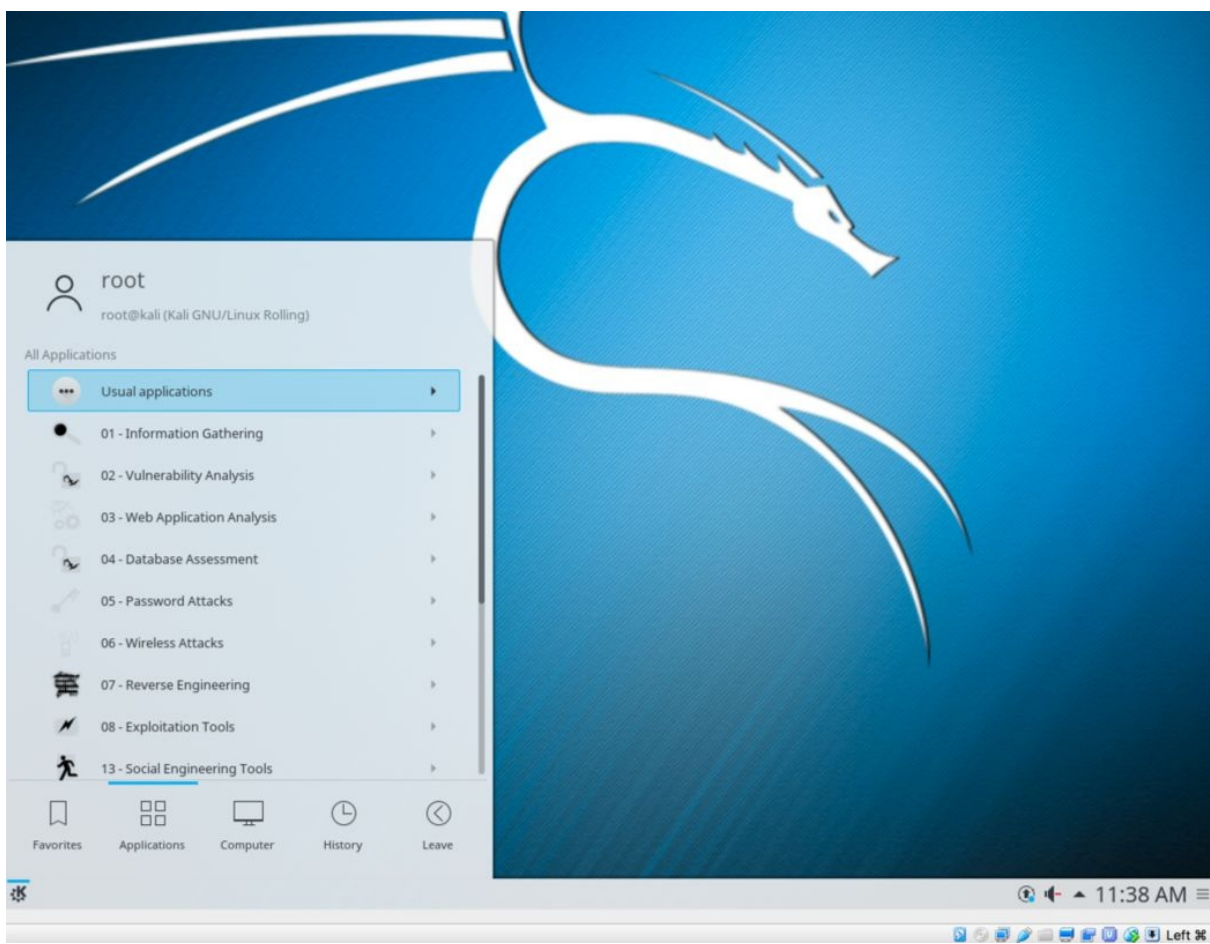 root
root@kali (Kali GNU/Linux Rolling)
All Applications
Usual applications
01 - Information Gathering
02 - Vulnerability Analysis
03 - Web Application Analysis
04 - Database Assessment
05 - Password Attacks
06 - Wireless Attacks
07 - Reverse Engineering
08 - Exploitation Tools
13 - Social Engineering Tools
Favorites Applications Computer History Leave
11:38 AM
Left ⌘